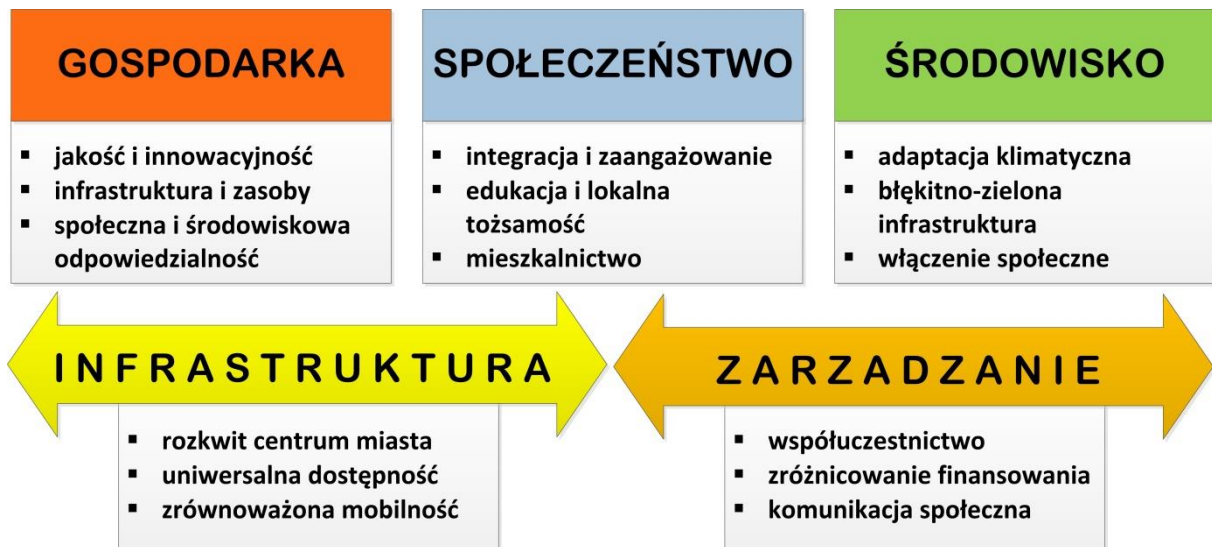 GOSPODARKA
▪ jakość i innowacyjność
▪ infrastruktura i zasoby
▪ społeczna i środowiskowa
odpowiedzialność
SPOŁECZEŃSTWO
▪ integracja i zaangażowanie
▪ edukacja i lokalna
tożsamość
▪ mieszkalnictwo
ŚRODOWISKO
▪ adaptacja klimatyczna
▪ błękitno-zielona
infrastruktura
▪ włączenie społeczne
INFRASTRUKTURA
▪ rozkwit centrum miasta
▪ uniwersalna dostępność
▪ zrównoważona mobilność
ZARZADZANIE
▪ współuczestnictwo
▪ zróżnicowanie finansowania
▪ komunikacja społeczna